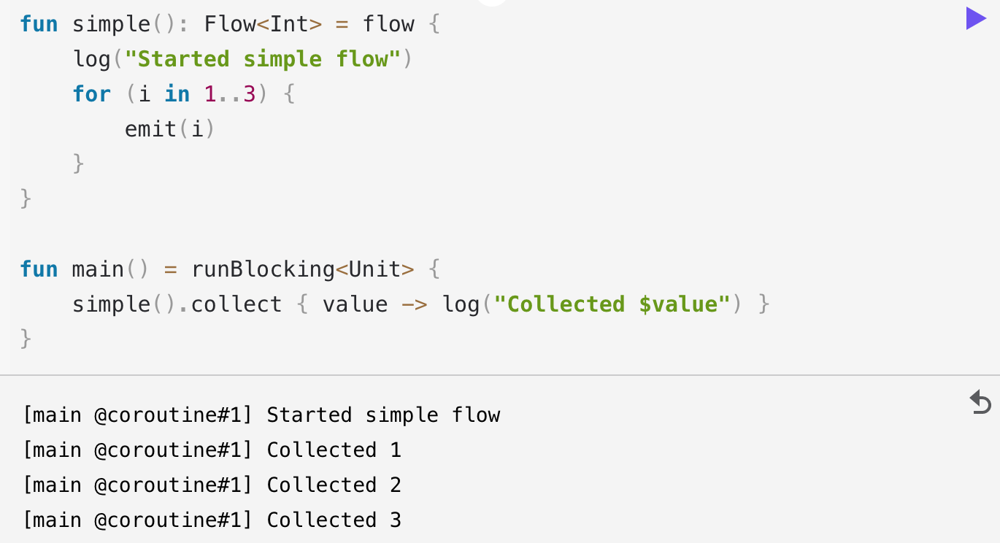 fun simple(): Flow<Int> = flow {
    log("Started simple flow")
    for (i in 1..3) {
        emit(i)
    }
}

fun main() = runBlocking<Unit> {
    simple().collect { value -> log("Collected $value") }
}
[main @coroutine#1] Started simple flow
[main @coroutine#1] Collected 1
[main @coroutine#1] Collected 2
[main @coroutine#1] Collected 3